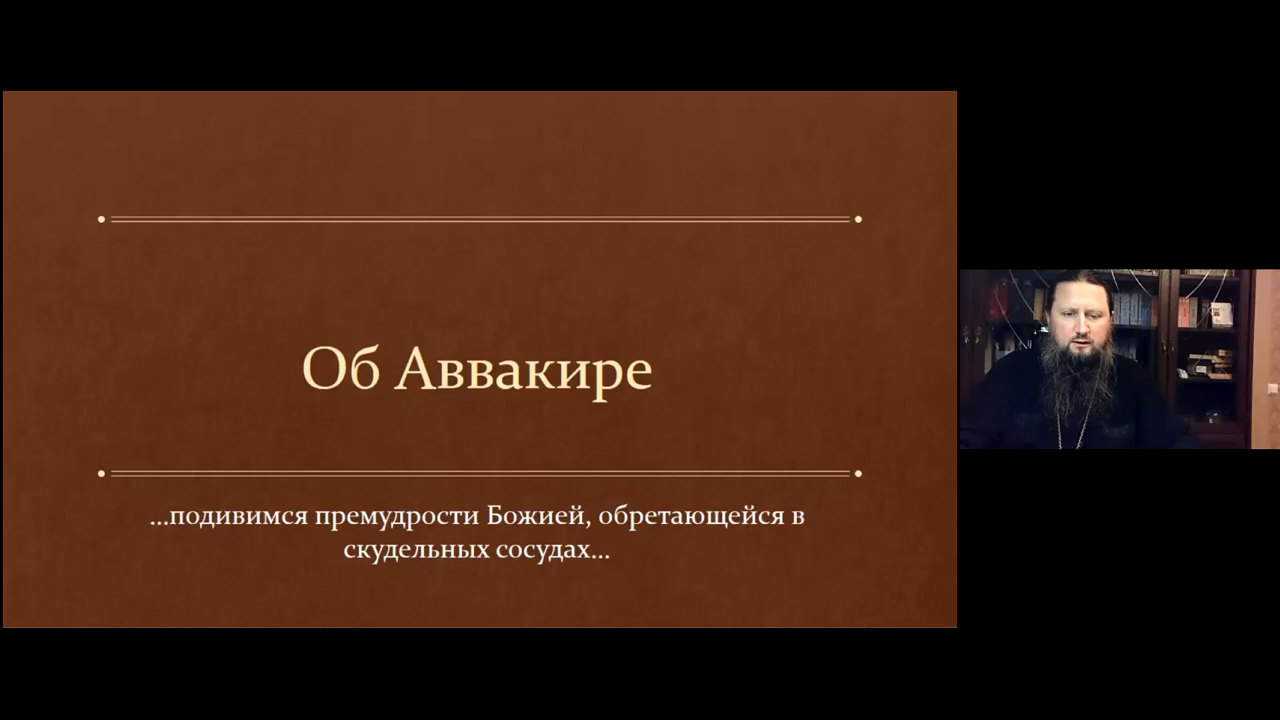 Об Аввакире
...подивимся премудрости Божией, обретающейся в
скудельных сосудах...